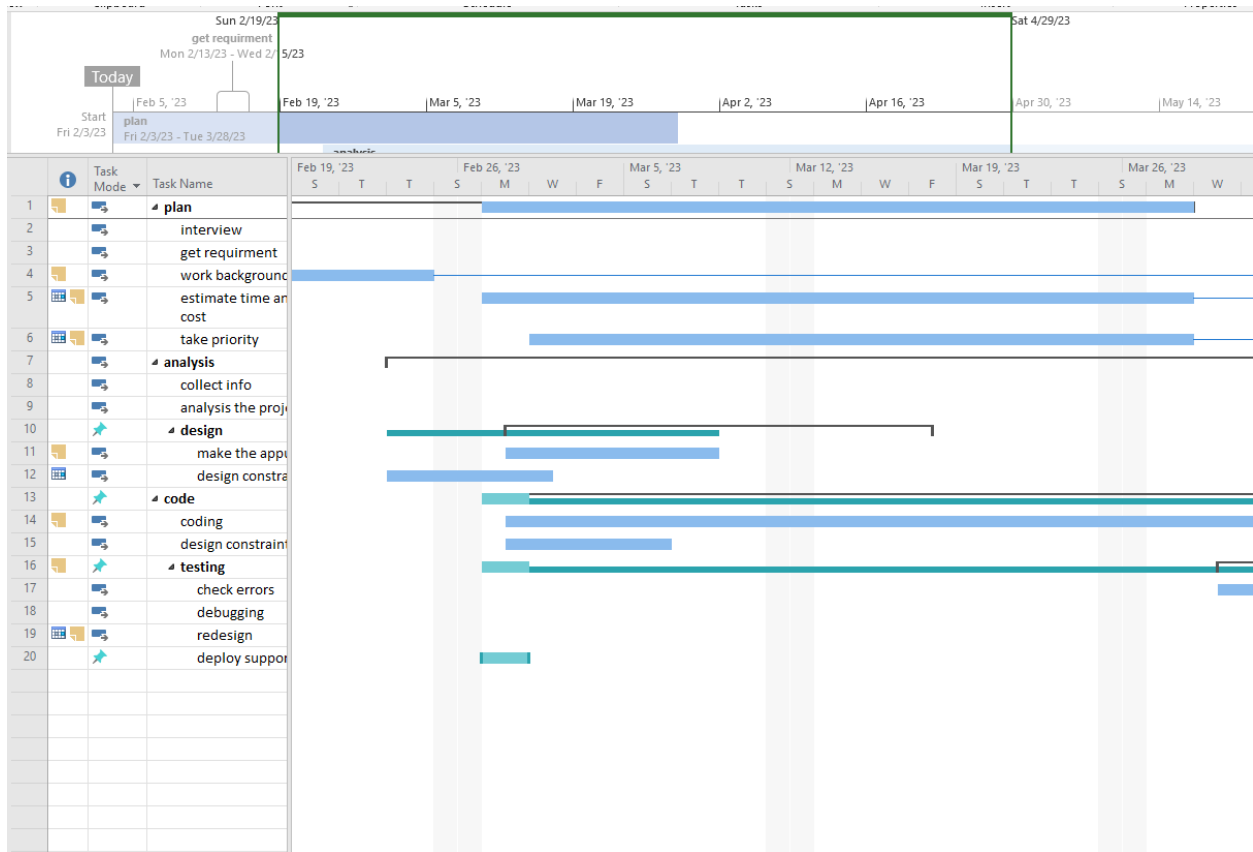 Sun 2/19/23
Sat 4/29/23
get requirment
Mon 2/13/23 - Wed 2/15/23
Today
Feb 5, '23
Feb 19, '23
Mar 5, '23
Mar 19, '23
Apr 2, '23
Apr 16, '23
Apr 30, '23
May 14, '23
Start
Fri 2/3/23
plan
Fri 2/3/23 - Tue 3/28/23
analysis
Task Mode
Task Name
Feb 19, '23
Feb 26, '23
Mar 5, '23
Mar 12, '23
Mar 19, '23
Mar 26, '23
S T T S M W F S T T S M W F S T T S M W
1 plan
2 interview
3 get requirment
4 work background
5 estimate time an
cost
6 take priority
7 analysis
8 collect info
9 analysis the proj
10 design
11 make the appu
12 design constra
13 code
14 coding
15 design constraint
16 testing
17 check errors
18 debugging
19 redesign
20 deploy suppor